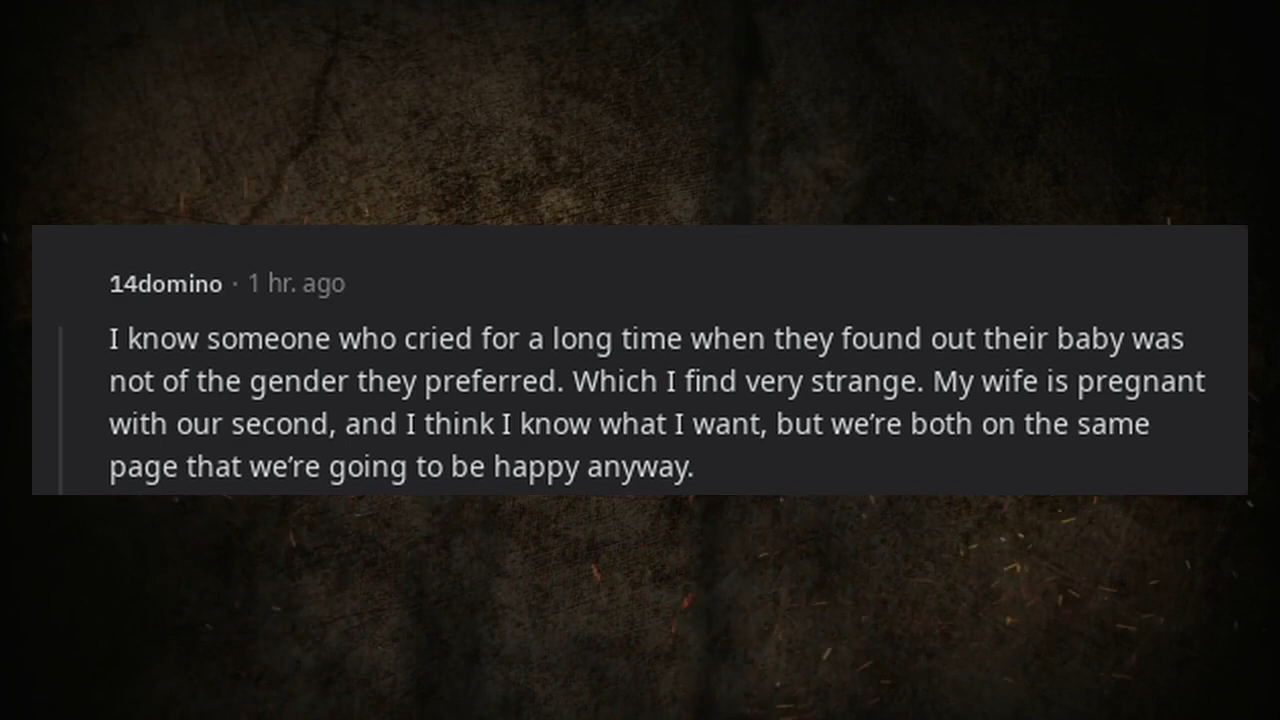 14domino · 1 hr. ago
I know someone who cried for a long time when they found out their baby was
not of the gender they preferred. Which I find very strange. My wife is pregnant
with our second, and I think I know what I want, but we’re both on the same
page that we’re going to be happy anyway.